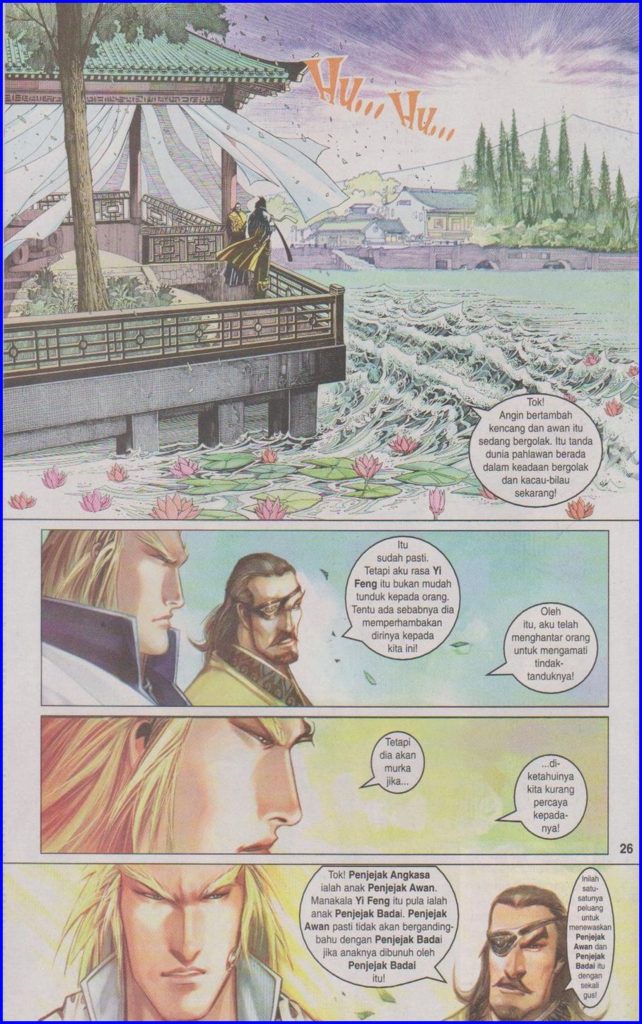 Hu... Hu...
Tok!
Angin bertambah
kencang dan awan itu
sedang bergolak. Itu tanda
dunia pahlawan berada
dalam keadaan bergolak
dan kacau-bilau
sekarang!
Itu
sudah pasti.
Tetapi aku rasa Yi
Feng itu bukan mudah
tunduk kepada orang.
Tentu ada sebabnya dia
memperhambakan
dirinya kepada
kita ini!
Oleh
itu, aku telah
menghantar orang
untuk mengamati
tindak-
tanduknya!
Tetapi
dia akan
murka
jika...
...di-
ketahuinya
kita kurang
percaya
kepada-
nya!
26
Tok! Penjejak Angkasa
ialah anak Penjejak Awan.
Manakala Yi Feng itu pula ialah
anak Penjejak Badai. Penjejak
Awan pasti tidak akan berganding-
bahu dengan Penjejak Badai
jika anaknya dibunuh oleh
Penjejak Badai
itu!
Inilah
satu-
satunya
peluang
untuk
menewaskan
Penjejak
Awan dan
Penjejak
Badai itu
dengan
sekali
gus!